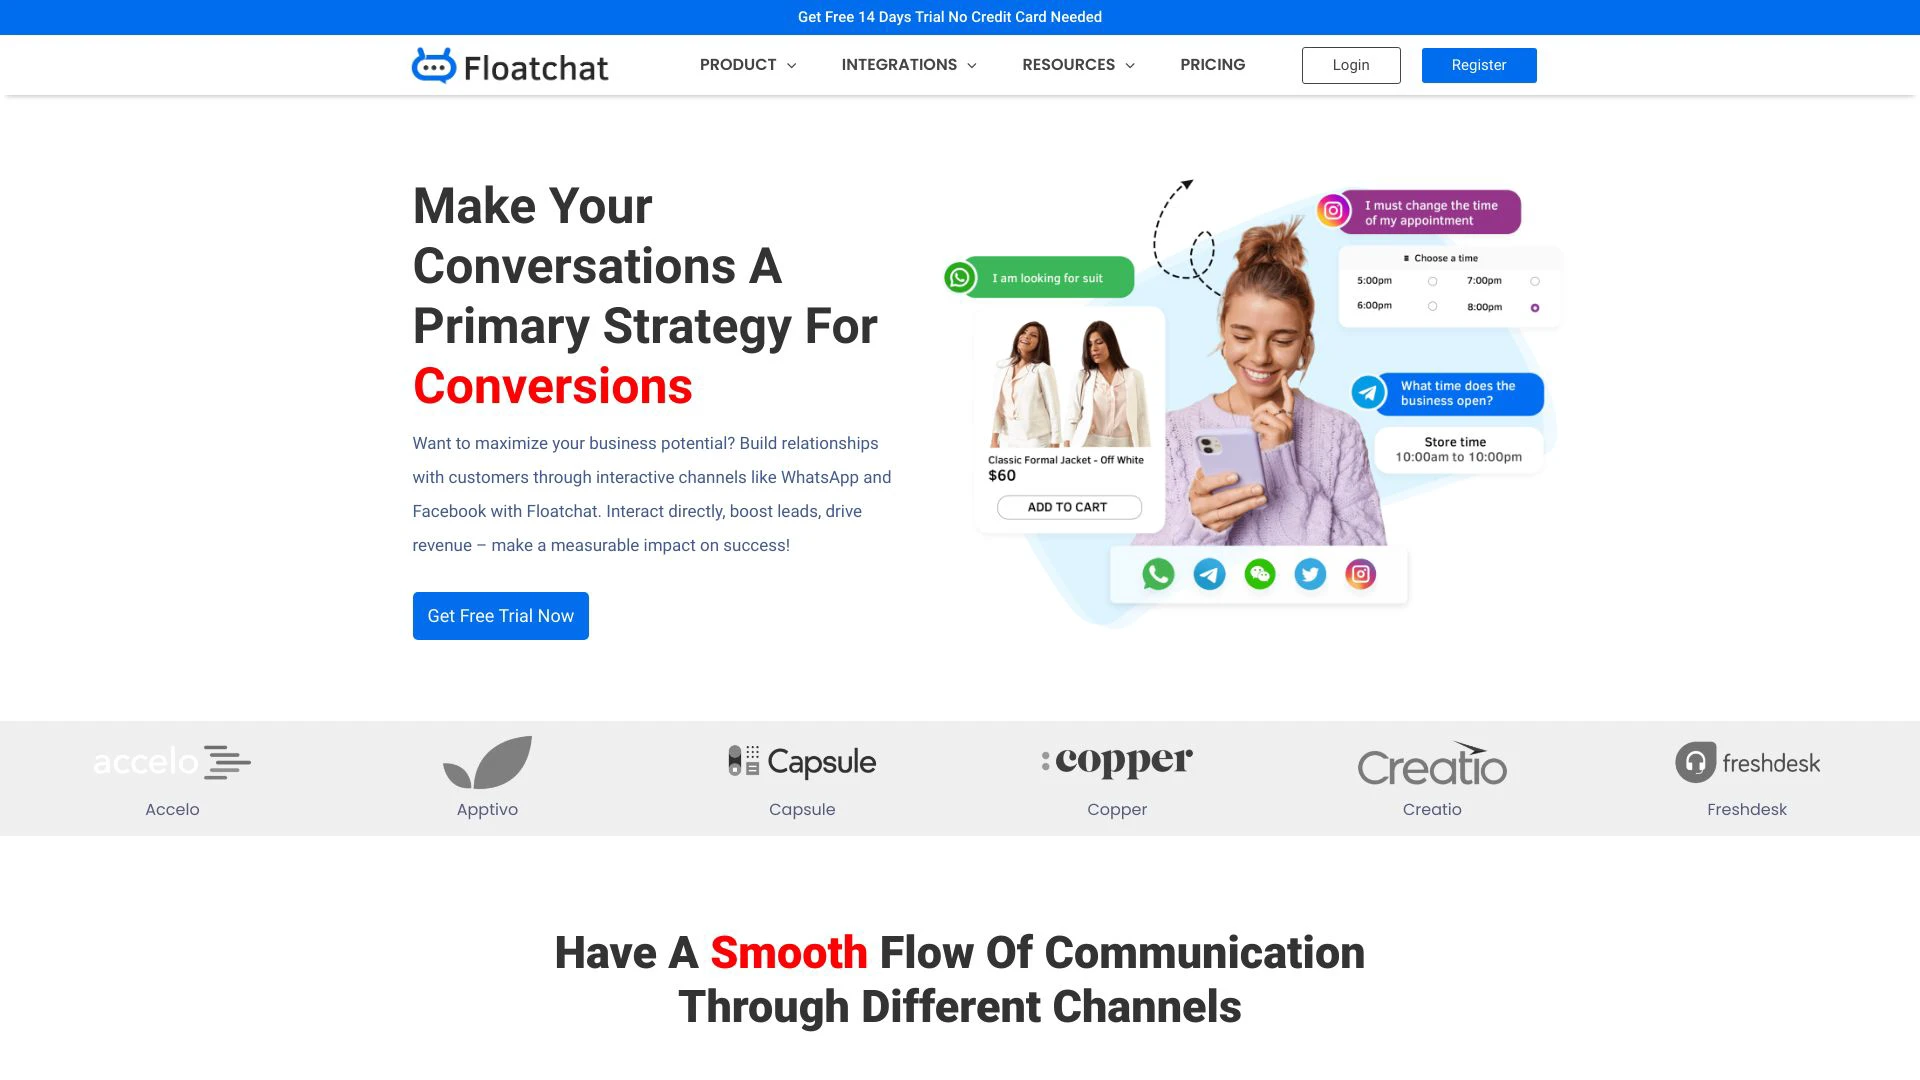 Get Free 14 Days Trial No Credit Card Needed
Floatchat
PRODUCT
INTEGRATIONS
RESOURCES
PRICING
Login
Register
Make Your
Conversations A
Primary Strategy For
Conversions
Want to maximize your business potential? Build relationships
with customers through interactive channels like WhatsApp and
Facebook with Floatchat. Interact directly, boost leads, drive
revenue – make a measurable impact on success!
Get Free Trial Now
I am looking for suit
Classic Formal Jacket - Off White
$60
ADD TO CART
I must change the time
of my appointment
Choose a time
5:00pm 7:00pm
6:00pm 8:00pm
What time does the
business open?
Store time
10:00am to 10:00pm
accelo
Accelo
Apptivo
Capsule
Capsule
copper
Copper
Creatio
Creatio
freshdesk
Freshdesk
Have A Smooth Flow Of Communication
Through Different Channels